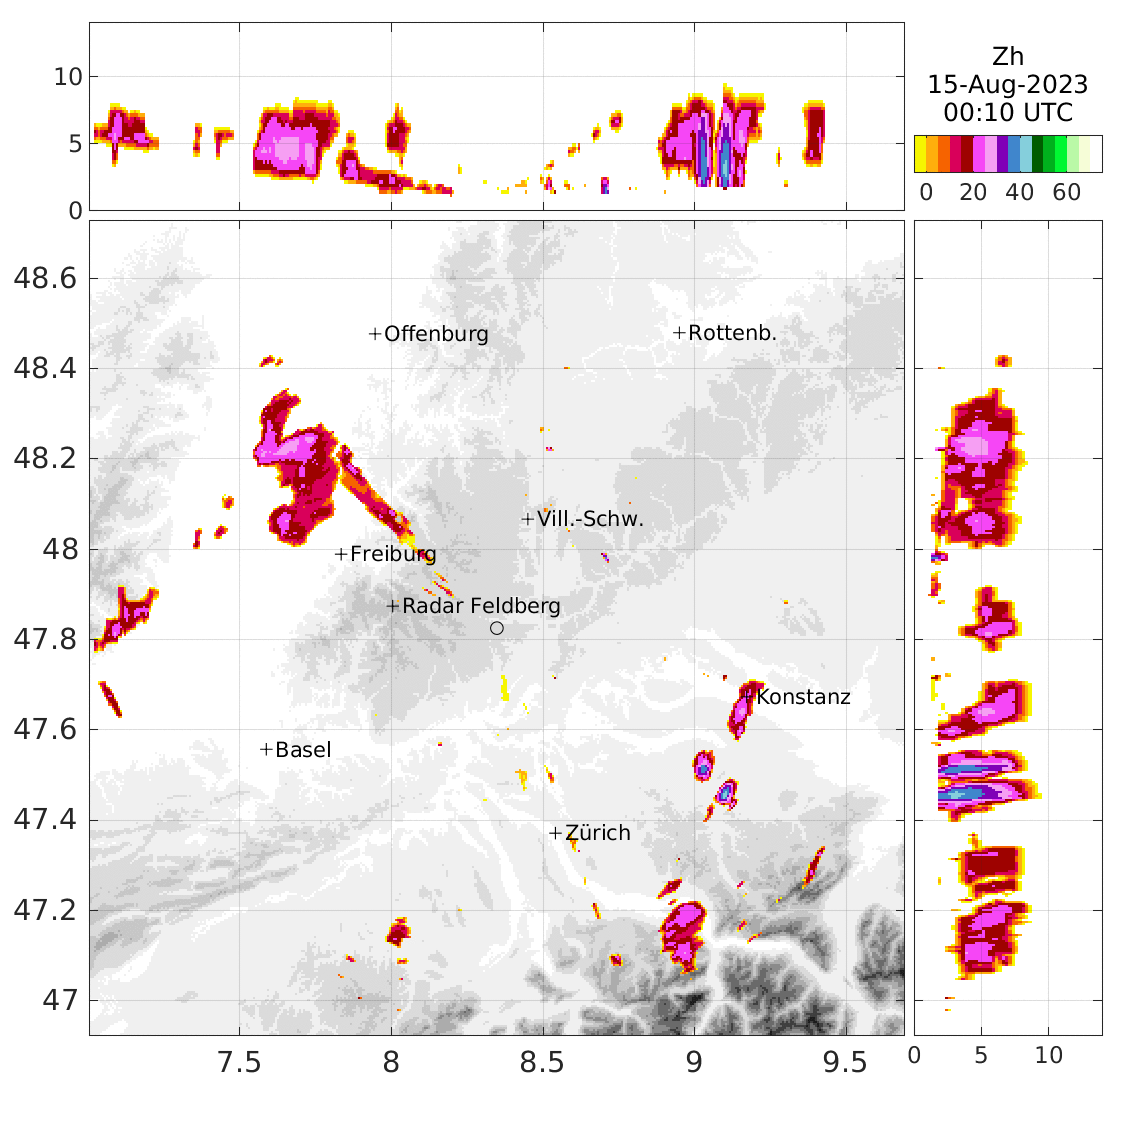 10
5
0
Zh
15-Aug-2023
00:10 UTC
0 20 40 60
48.6
48.4
48.2
48
47.8
47.6
47.4
47.2
47
Offenburg
Rottenb.
Vill.-Schw.
Freiburg
Radar Feldberg
Konstanz
Basel
Zürich
7.5 8 8.5 9 9.5
0 5 10